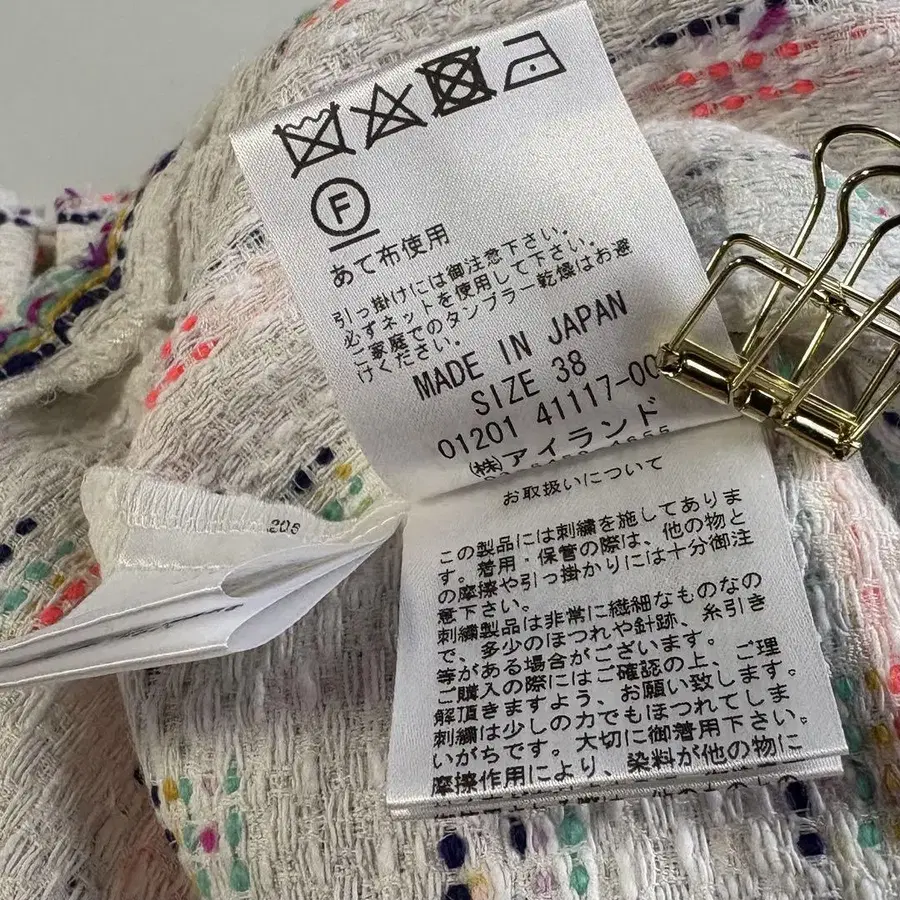 F
あて布使用
引っ掛けには御注意下さい。
必ずネットを使用して下さい。
ご家庭でのタンブラー乾燥はお避
けください。
MADE IN JAPAN
SIZE 38
01201 41117-00
(株)アイランド
お取扱いについて
この製品には刺繍を施してありま
す。着用・保管の際は、他の物と
の摩擦や引っ掛かりには十分御注
意下さい。
刺繍製品は非常に繊細なものなの
で、多少のほつれや針跡、糸引き
等がある場合がございます。
ご購入の際にはご確認の上、ご理
解頂きますよう、お願い致します。
刺繍は少しの力でもほつれてしま
いがちです。大切に御着用下さい。
摩擦作用により、染料が他の物に